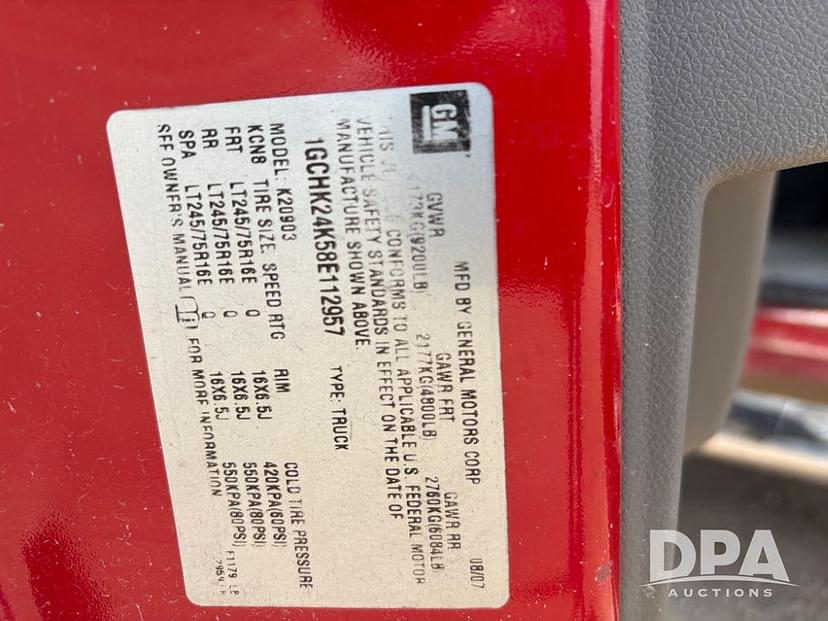 GM
MFD BY GENERAL MOTORS CORP 08/07
GVWR GAWR FRT GAWR RR
173KG(9200LB) 2177KG(4800LB 2760KG(6084LB
CONFORMS TO ALL APPLICABLE U.S. FEDERAL MOTOR
VEHICLE SAFETY STANDARDS IN EFFECT ON THE DATE OF
MANUFACTURE SHOWN ABOVE.
1GCHK24K58E112957 TYPE: TRUCK
MODEL: K20903
KCN8 TIRE SIZE SPEED RTG RIM COLD TIRE PRESSURE
FRT LT245/75R16E Q 16X6.5J 420KPA(60PSI)
RR LT245/75R16E Q 16X6.5J 550KPA(80PSI)
SPA LT245/75R16E Q 16X6.5J 550KPA(80PSI)
SEE OWNER'S MANUAL FOR MORE INFORMATION
F1179
DPA
AUCTIONS